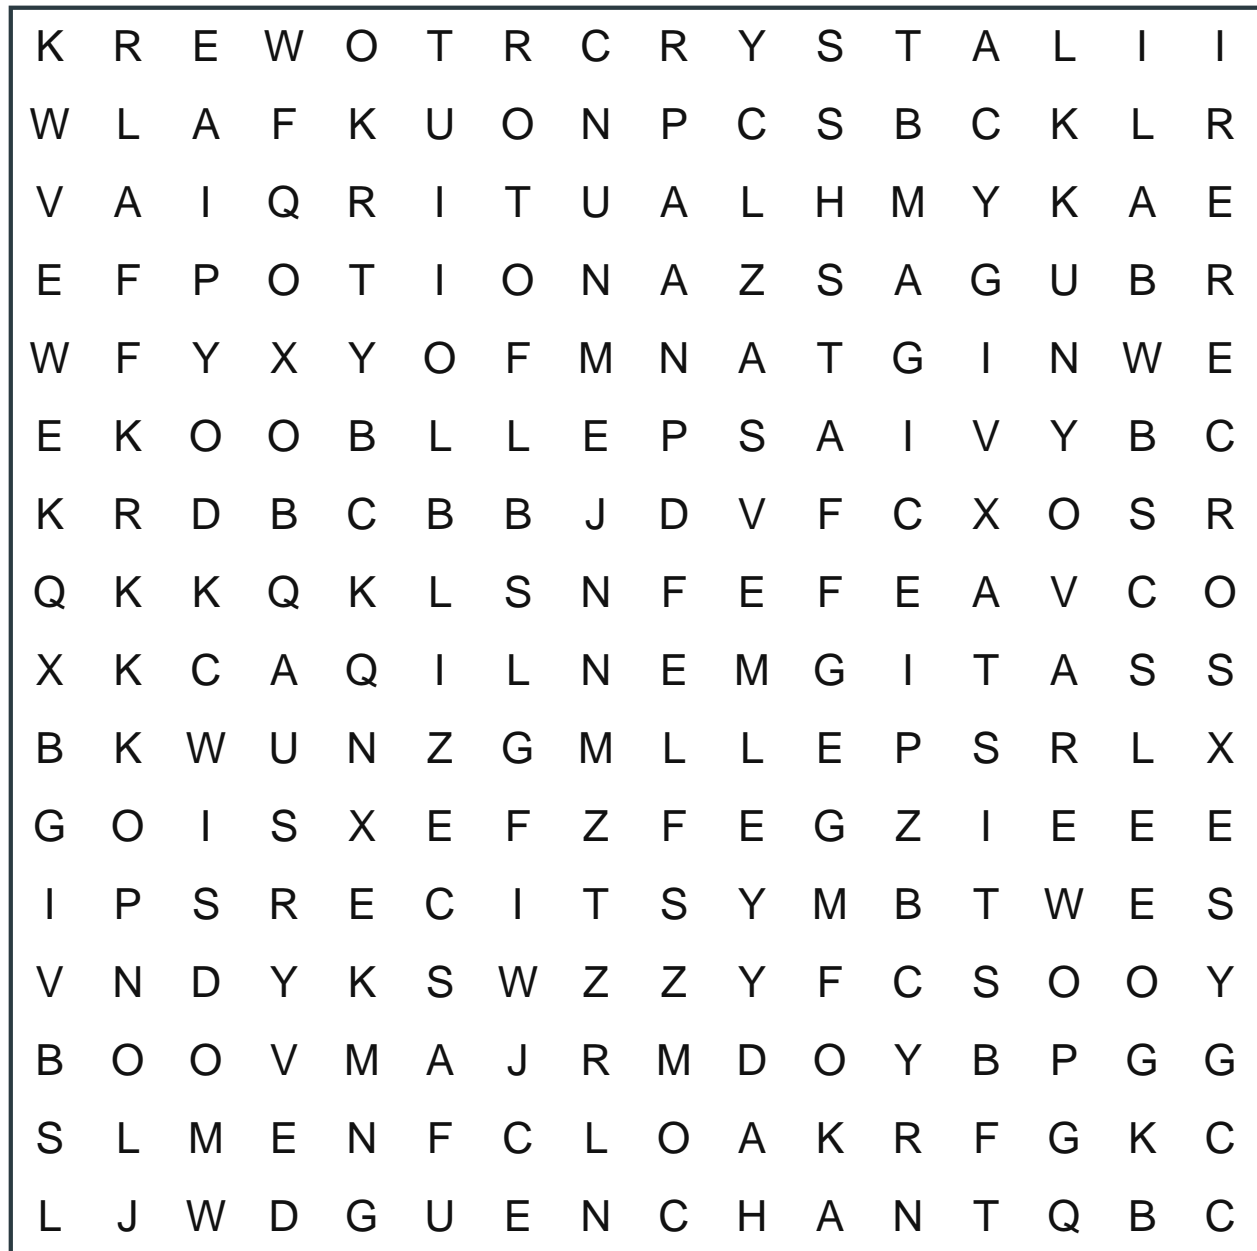 K R E W O T R C R Y S T A L I I
W L A F K U O N P C S B C K L R
V A I Q R I T U A L H M Y K A E
E F P O T I O N A Z S A G U B R
W F Y X Y O F M N A T G I N W E
E K O O B L L E P S A I V Y B C
K R D B C B B J D V F C X O S R
Q K K Q K L S N F E F E A V C O
X K C A Q I L N E M G I T A S S
B K W U N Z G M L L E P S R L X
G O I S X E F Z F E G Z I E E E
I P S R E C I T S Y M B T W E S
V N D Y K S W Z Z Y F C S O O Y
B O O V M A J R M D O Y B P G G
S L M E N F C L O A K R F G K C
L J W D G U E N C H A N T Q B C